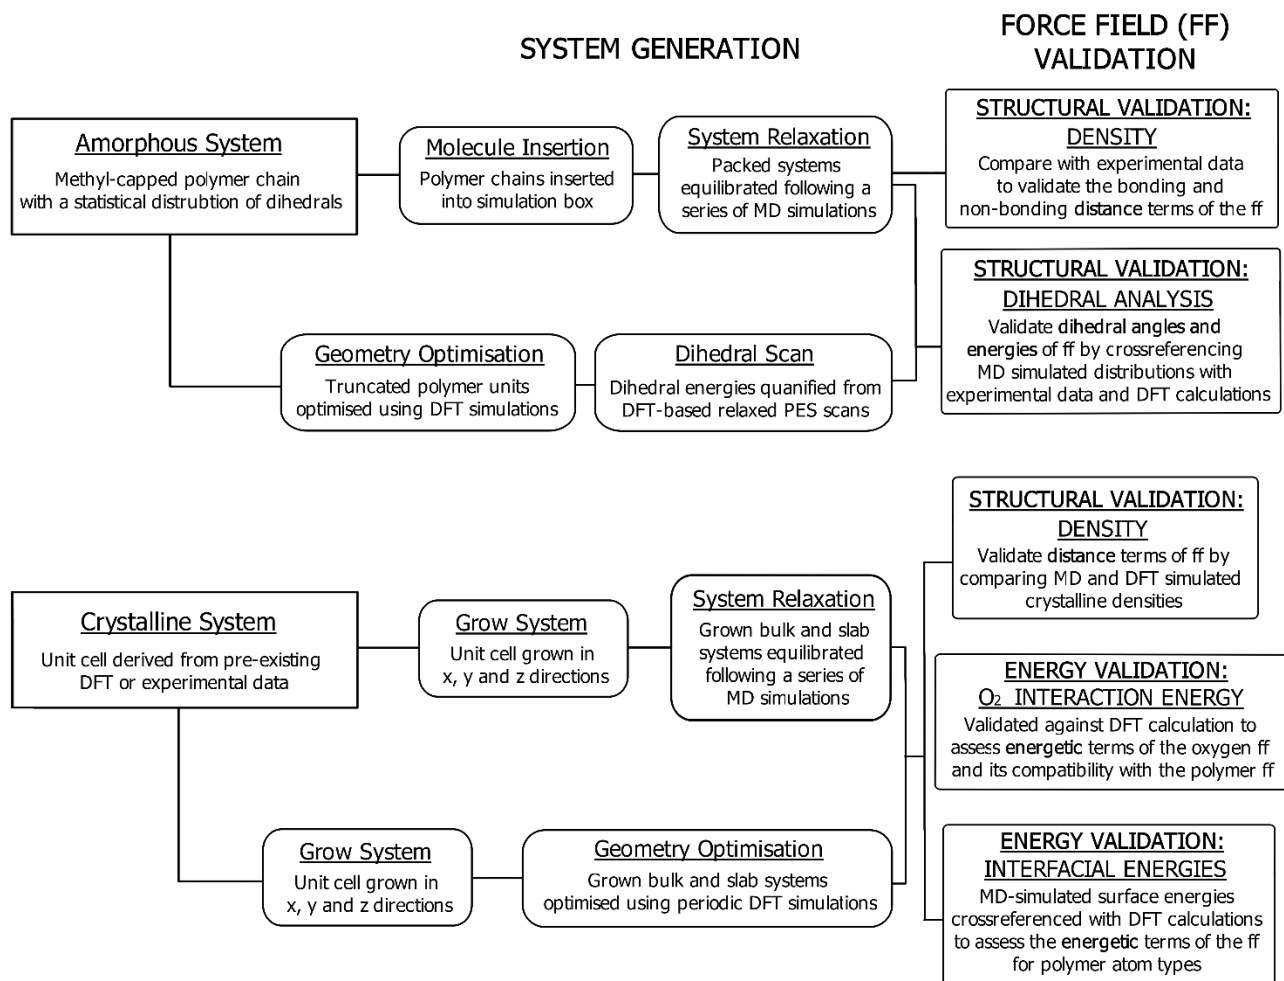 SYSTEM GENERATION
FORCE FIELD (FF)
VALIDATION
Amorphous System
Methyl-capped polymer chain
with a statistical distrubtion of dihedrals
Molecule Insertion
Polymer chains inserted
into simulation box
System Relaxation
Packed systems
equilibrated following a
series of MD simulations
STRUCTURAL VALIDATION:
DENSITY
Compare with experimental data
to validate the bonding and
non-bonding distance terms of the ff
Geometry Optimisation
Truncated polymer units
optimised using DFT simulations
Dihedral Scan
Dihedral energies quanified from
DFT-based relaxed PES scans
STRUCTURAL VALIDATION:
DIHEDRAL ANALYSIS
Validate dihedral angles and
energies of ff by crossreferencing
MD simulated distributions with
experimental data and DFT calculations
Crystalline System
Unit cell derived from pre-existing
DFT or experimental data
Grow System
Unit cell grown in
x, y and z directions
System Relaxation
Grown bulk and slab
systems equilibrated
following a series of
MD simulations
STRUCTURAL VALIDATION:
DENSITY
Validate distance terms of ff by
comparing MD and DFT simulated
crystalline densities
ENERGY VALIDATION:
O₂ INTERACTION ENERGY
Validated against DFT calculation to
assess energetic terms of the oxygen ff
and its compatibility with the polymer ff
Grow System
Unit cell grown in
x, y and z directions
Geometry Optimisation
Grown bulk and slab systems
optimised using periodic DFT simulations
ENERGY VALIDATION:
INTERFACIAL ENERGIES
MD-simulated surface energies
crossreferenced with DFT calculations
to assess the energetic terms of the ff
for polymer atom types